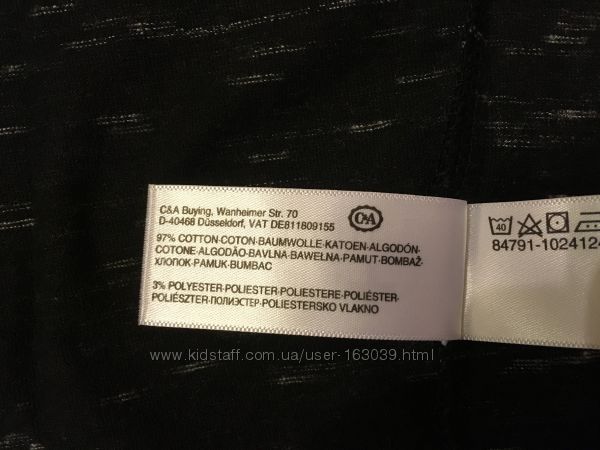 C&A Buying, Wanheimer Str. 70
D-40468 Düsseldorf, VAT DE811809155
C&A
97% COTTON·COTON·BAUMWOLLE·KATOEN·ALGODÓN·
COTONE·ALGODÃO·BAVLNA·BAWEŁNA·PAMUT·BOMBAŽ·
ХЛОПОК·PAMUK·BUMBAC
3% POLYESTER·POLIESTER·POLIESTERE·POLIÉSTER·
POLIÉSZTER·ПОЛИЭСТЕР·POLIESTERSKO VLAKNO
40
84791-1024124
www.kidstaff.com.ua/user-163039.html